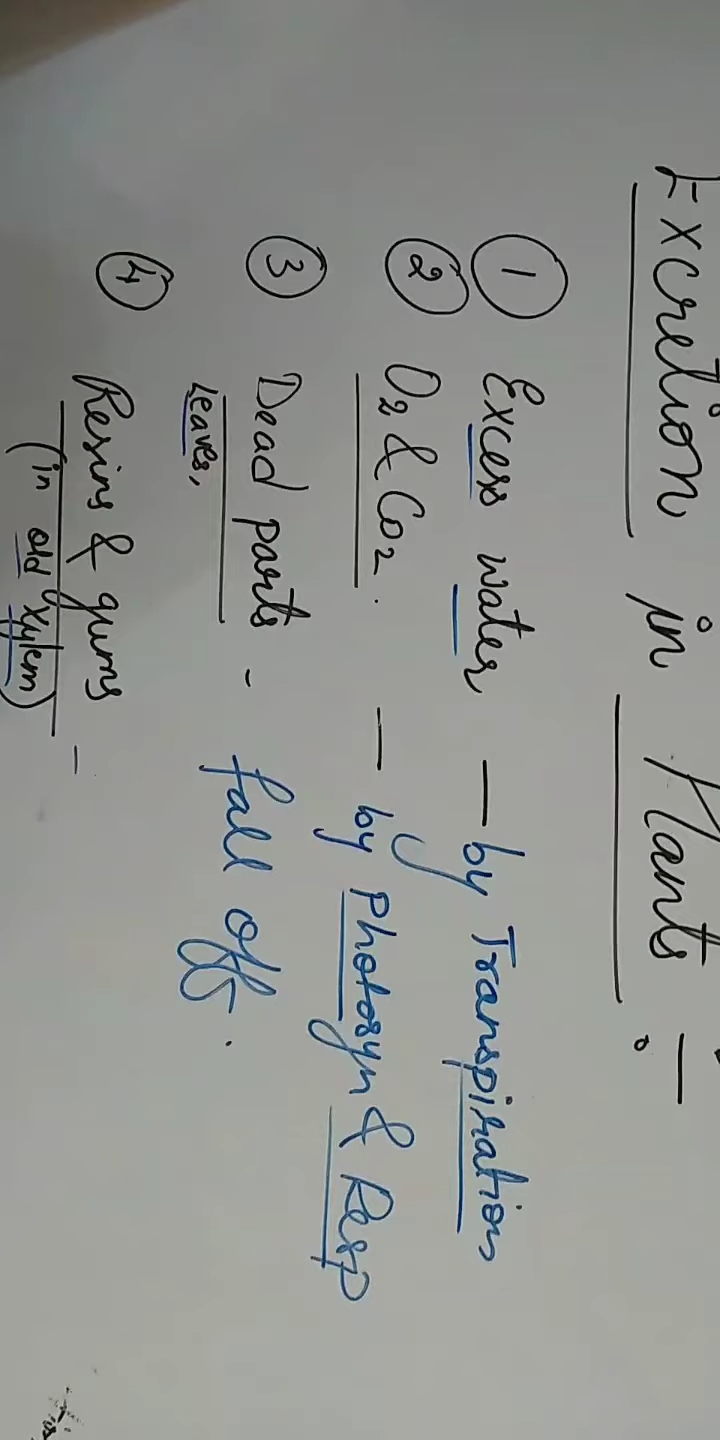 Excretion in Plants :-
① Excess water — by Transpiration
② O2 & Co2. — by Photosyn & Resp
③ Dead parts - fall off.
leaves,
④ Resins & gums -
(in old xylem)